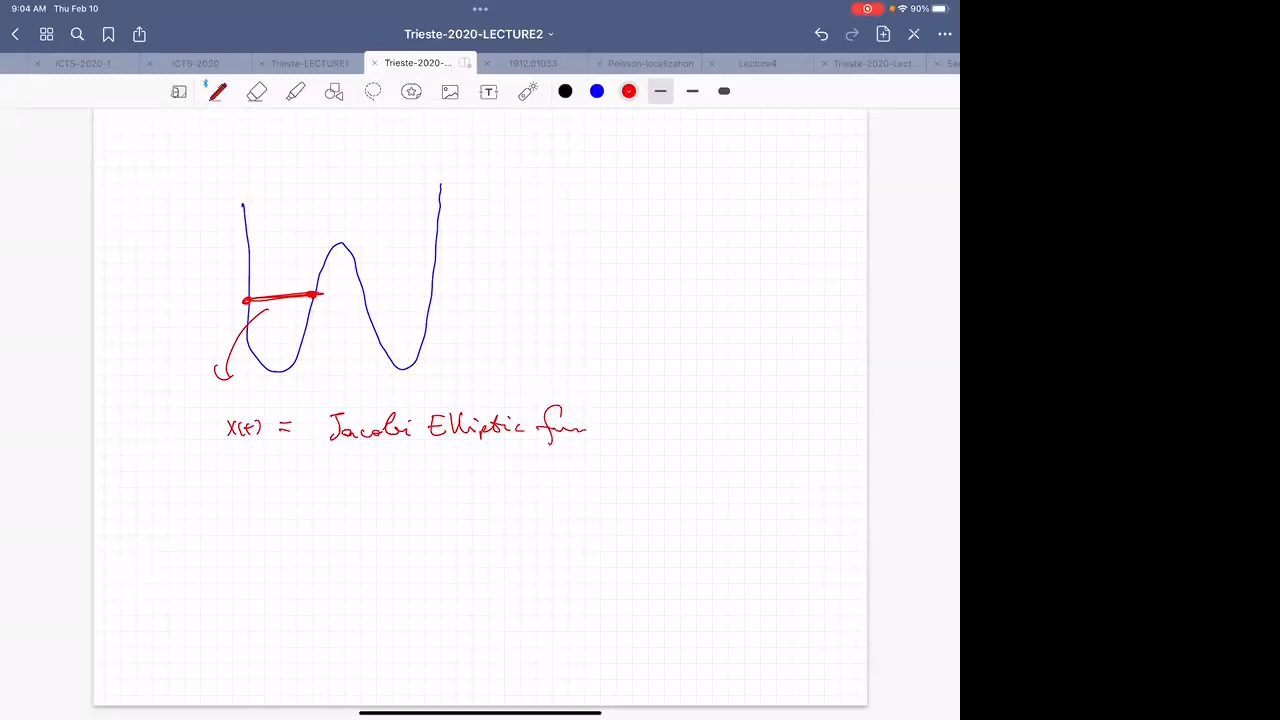 9:04 AM Thu Feb 10
90%
Trieste-2020-LECTURE2
ICTS-2020-1
ICTS-2020
Trieste-LECTURE1
Trieste-2020-...
1912.01033
Poisson-localization
Lecture4
Trieste-2020-Lect...
x(t) = Jacobi Elliptic fun